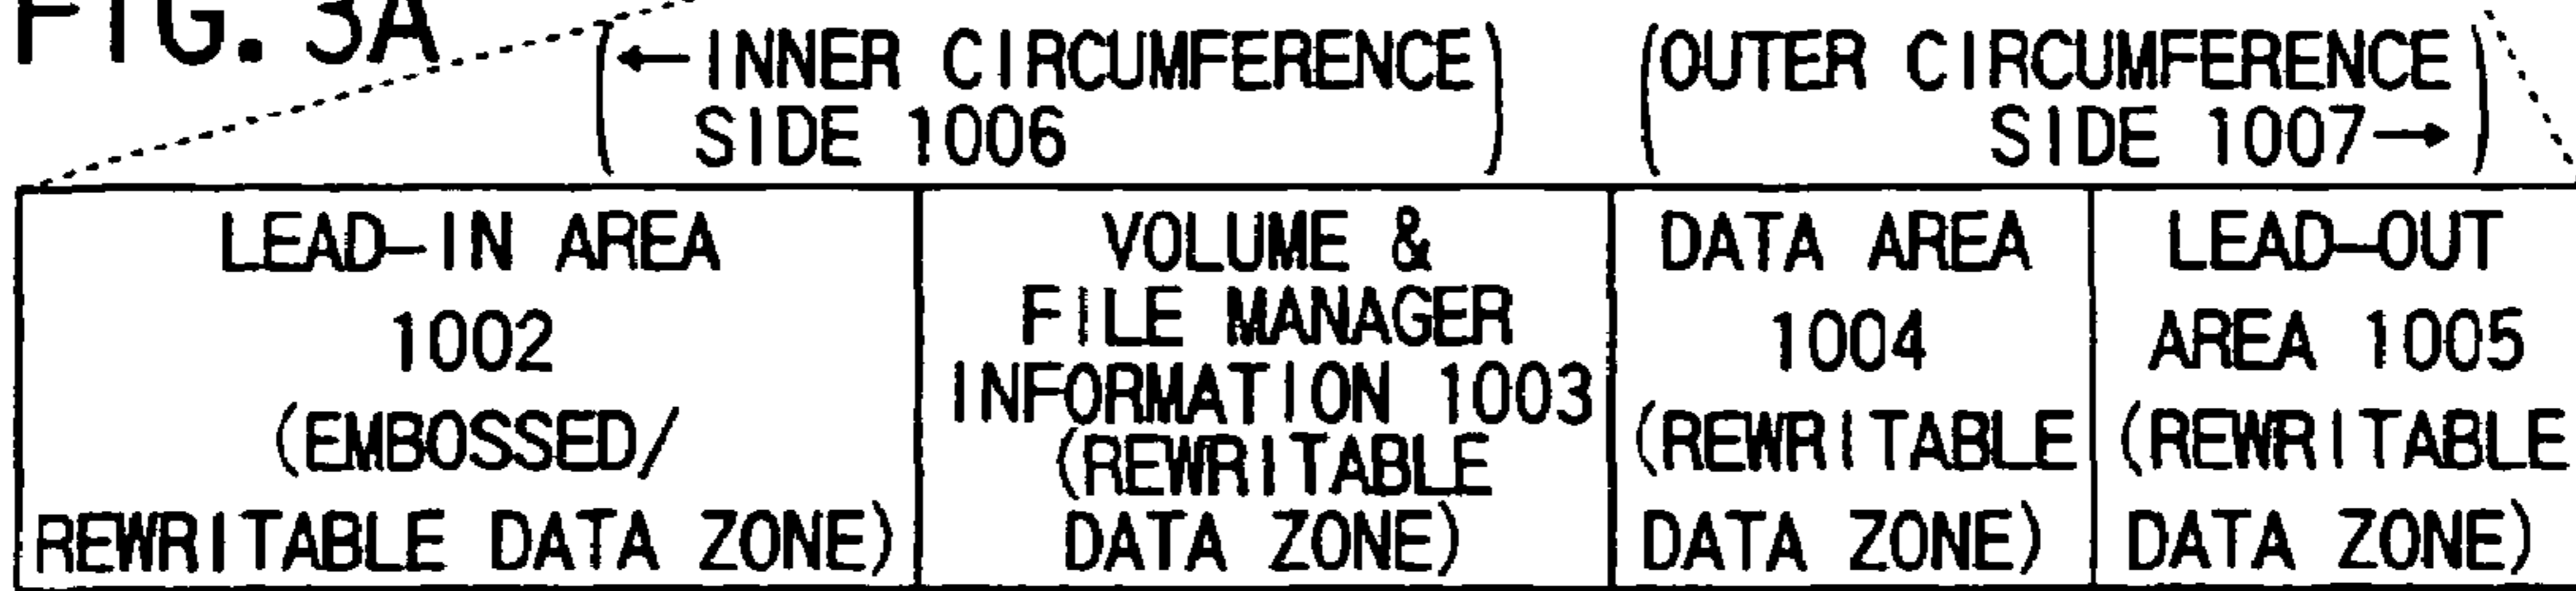 FIG. 3A
(← INNER CIRCUMFERENCE
SIDE 1006)
(OUTER CIRCUMFERENCE
SIDE 1007→)
LEAD-IN AREA
1002
(EMBOSSED/
REWRITABLE DATA ZONE)
VOLUME &
FILE MANAGER
INFORMATION 1003
(REWRITABLE
DATA ZONE)
DATA AREA
1004
(REWRITABLE
DATA ZONE)
LEAD-OUT
AREA 1005
(REWRITABLE
DATA ZONE)